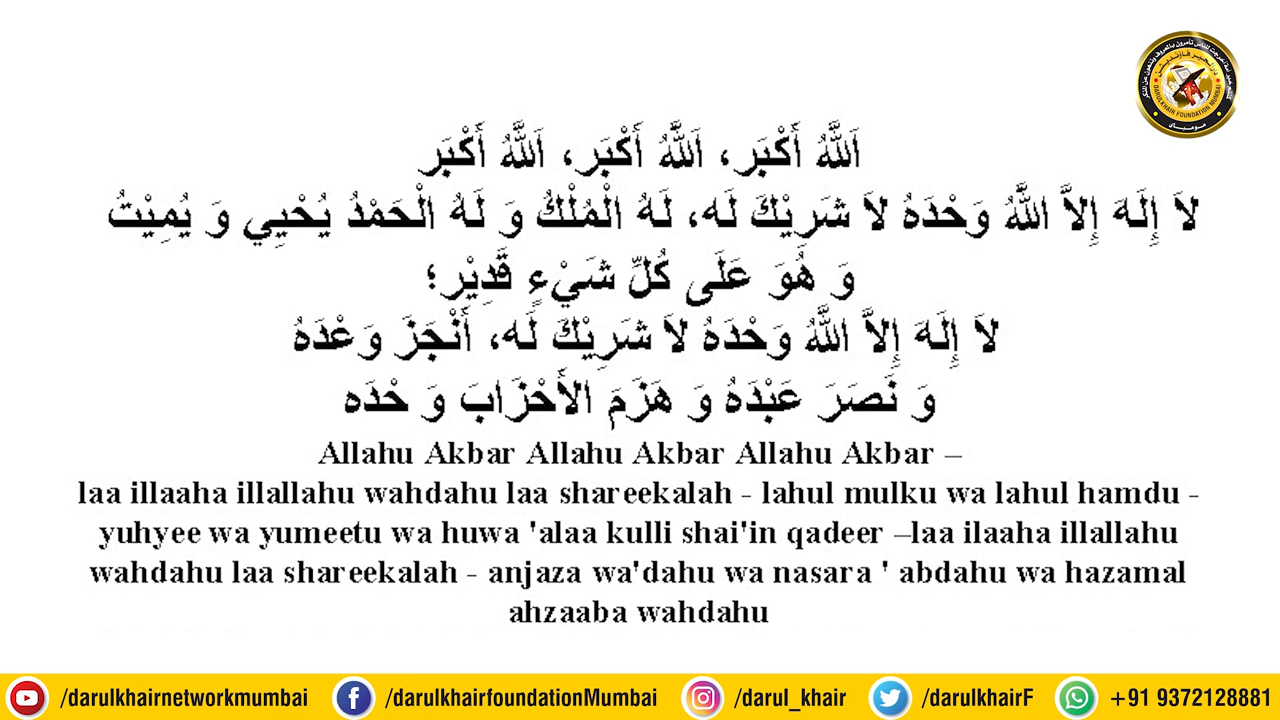 اَللَّهُ أَكْبَر، اَللَّهُ أَكْبَر، اَللَّهُ أَكْبَر
لاَ إِلَهَ إِلاَّ اللَّهُ وَحْدَهُ لاَ شَرِيْكَ لَه، لَهُ الْمُلْكُ وَ لَهُ الْحَمْدُ يُحْيِي وَ يُمِيْتُ
وَ هُوَ عَلَى كُلِّ شَيْءٍ قَدِيْر؛
لاَ إِلَهَ إِلاَّ اللَّهُ وَحْدَهُ لاَ شَرِيْكَ لَه، أَنْجَزَ وَعْدَهُ
وَ نَصَرَ عَبْدَهُ وَ هَزَمَ الأَحْزَابَ وَ حْدَه
Allahu Akbar Allahu Akbar Allahu Akbar –
laa illaaha illallahu wahdahu laa shareekalah - lahul mulku wa lahul hamdu -
yuhyee wa yumeetu wa huwa 'alaa kulli shai'in qadeer –laa ilaaha illallahu
wahdahu laa shareekalah - anjaza wa'dahu wa nasara ' abdahu wa hazamal
ahzaaba wahdahu
DARULKHAIR FOUNDATION MUMBAI
/darulkhairnetworkmumbai /darulkhairfoundationMumbai /darul_khair /darulkhairF +91 9372128881